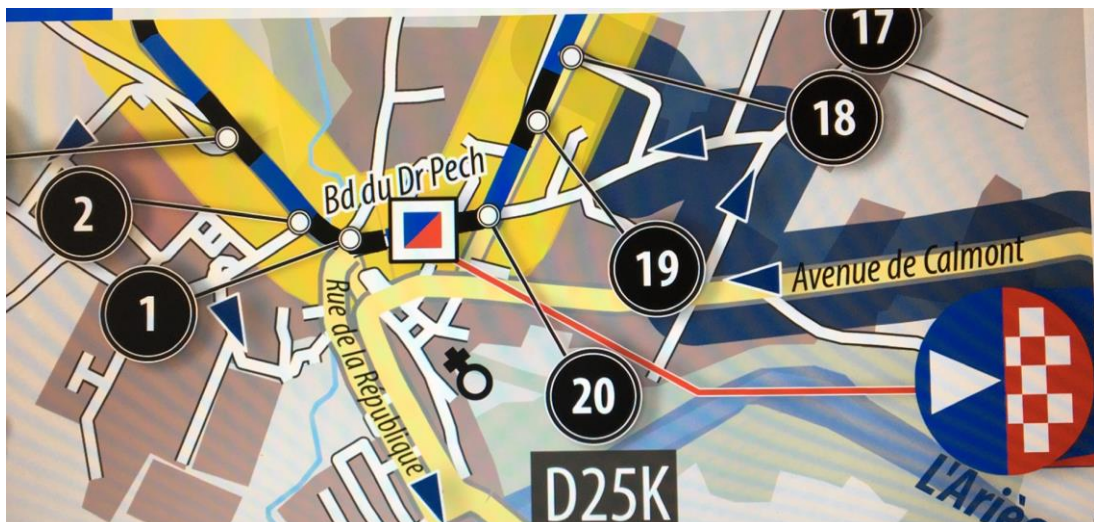 17
18
Bd du Dr Pech
2
19
Avenue de Calmont
1
Rue de la République
20
D25K
L'Ariè